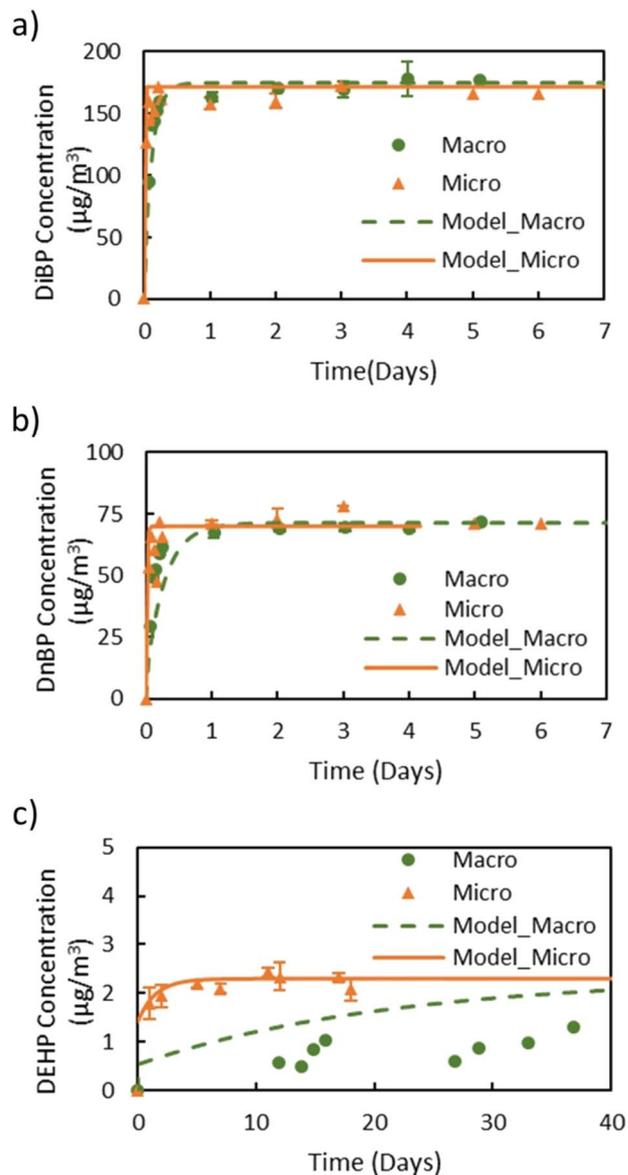 a)
DiBP Concentration
(µg/m³)
200
150
100
50
0
Macro
Micro
Model_Macro
Model_Micro
0 1 2 3 4 5 6 7
Time(Days)
b)
DnBP Concentration
(µg/m³)
100
75
50
25
0
Macro
Micro
Model_Macro
Model_Micro
0 1 2 3 4 5 6 7
Time (Days)
c)
DEHP Concentration
(µg/m³)
5
4
3
2
1
0
Macro
Micro
Model_Macro
Model_Micro
0 10 20 30 40
Time (Days)